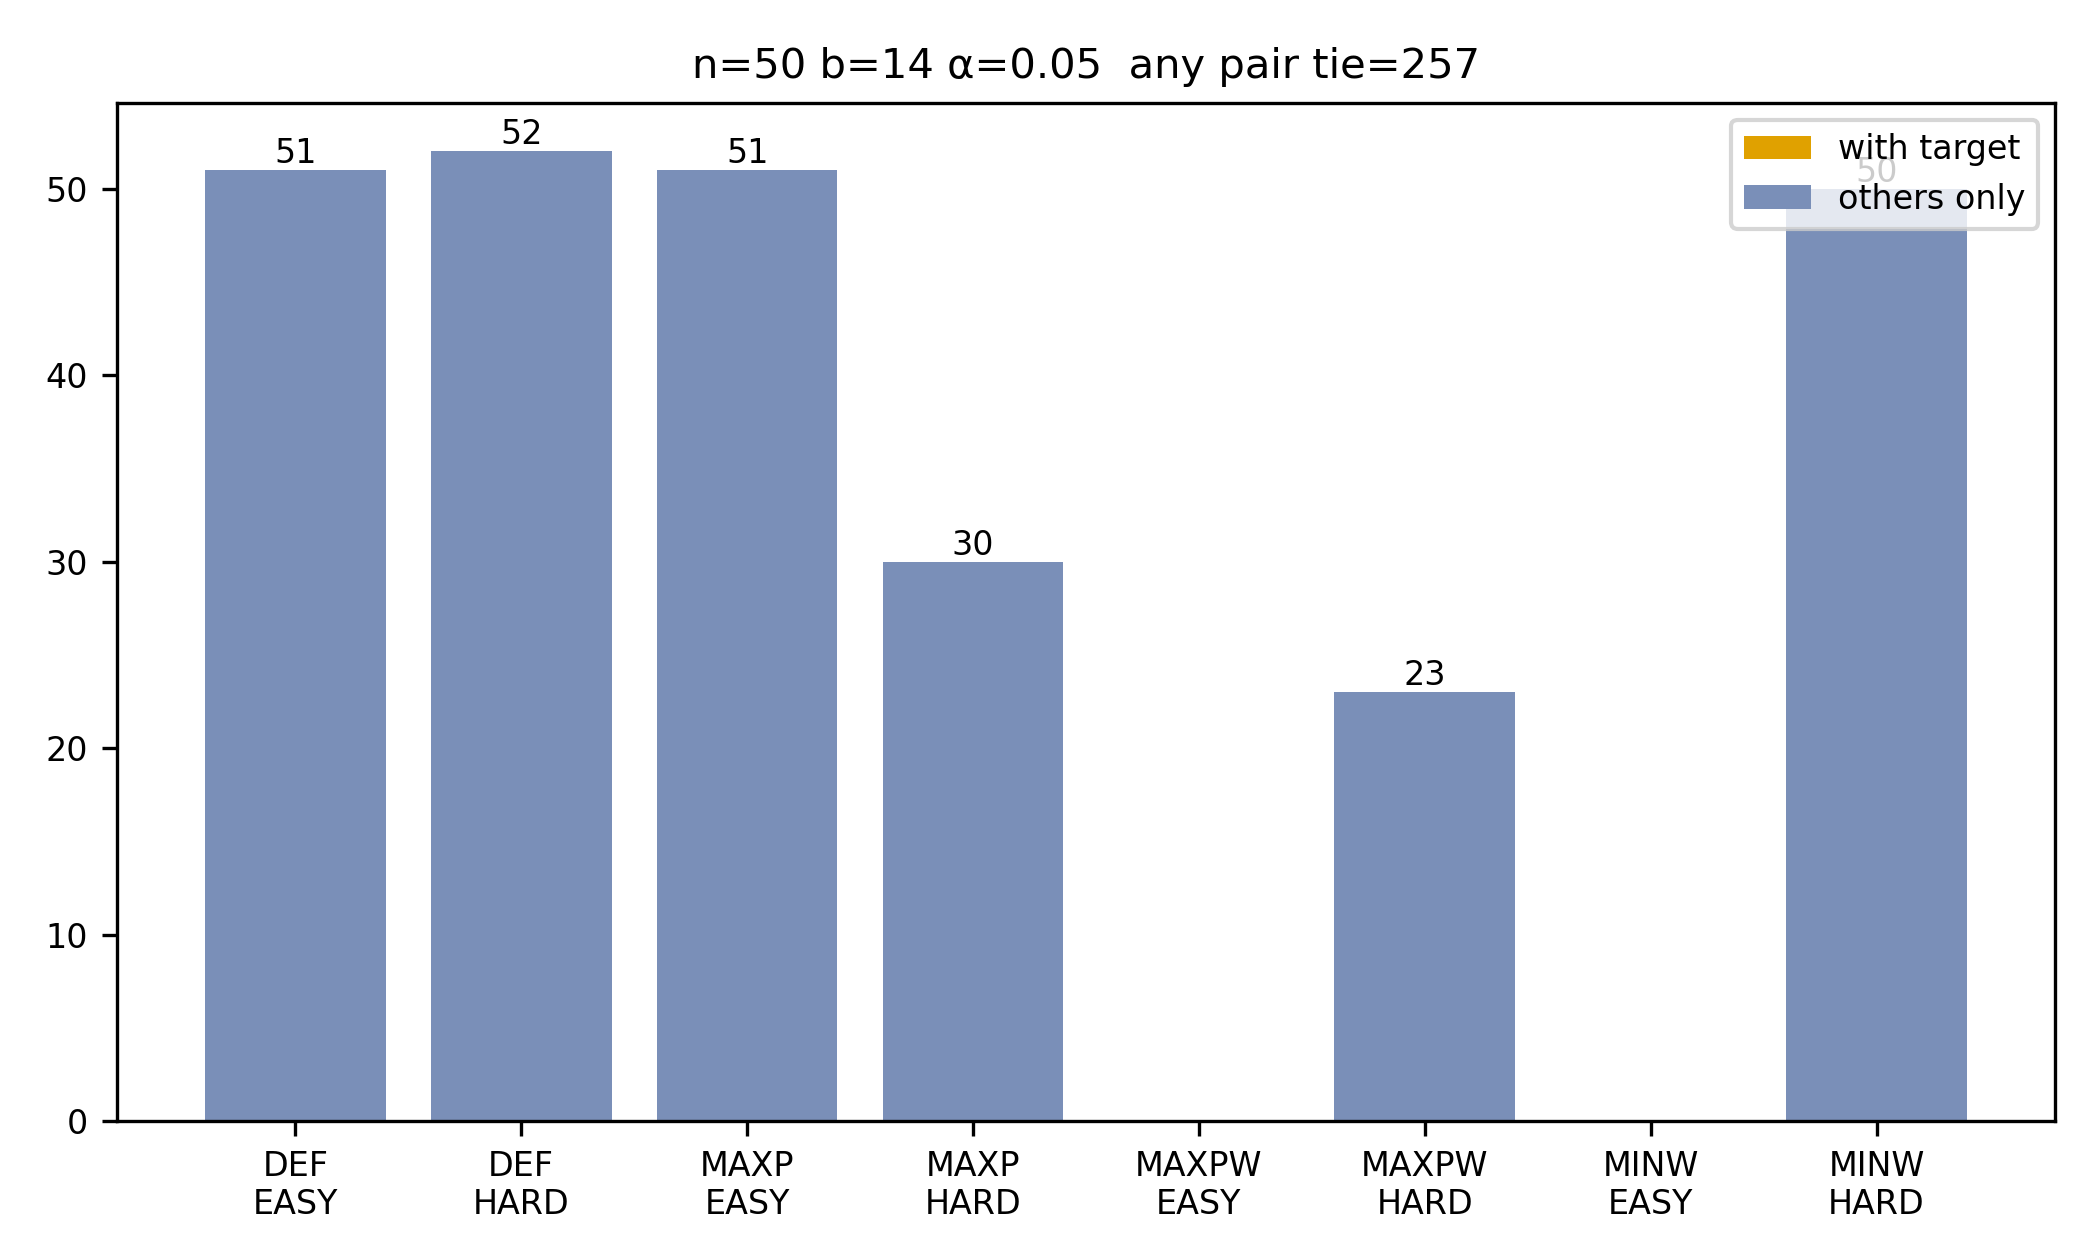 n=50 b=14 α=0.05  any pair tie=257
51
52
51
30
23
50
with target
others only
50
40
30
20
10
0
DEF
EASY
DEF
HARD
MAXP
EASY
MAXP
HARD
MAXPW
EASY
MAXPW
HARD
MINW
EASY
MINW
HARD